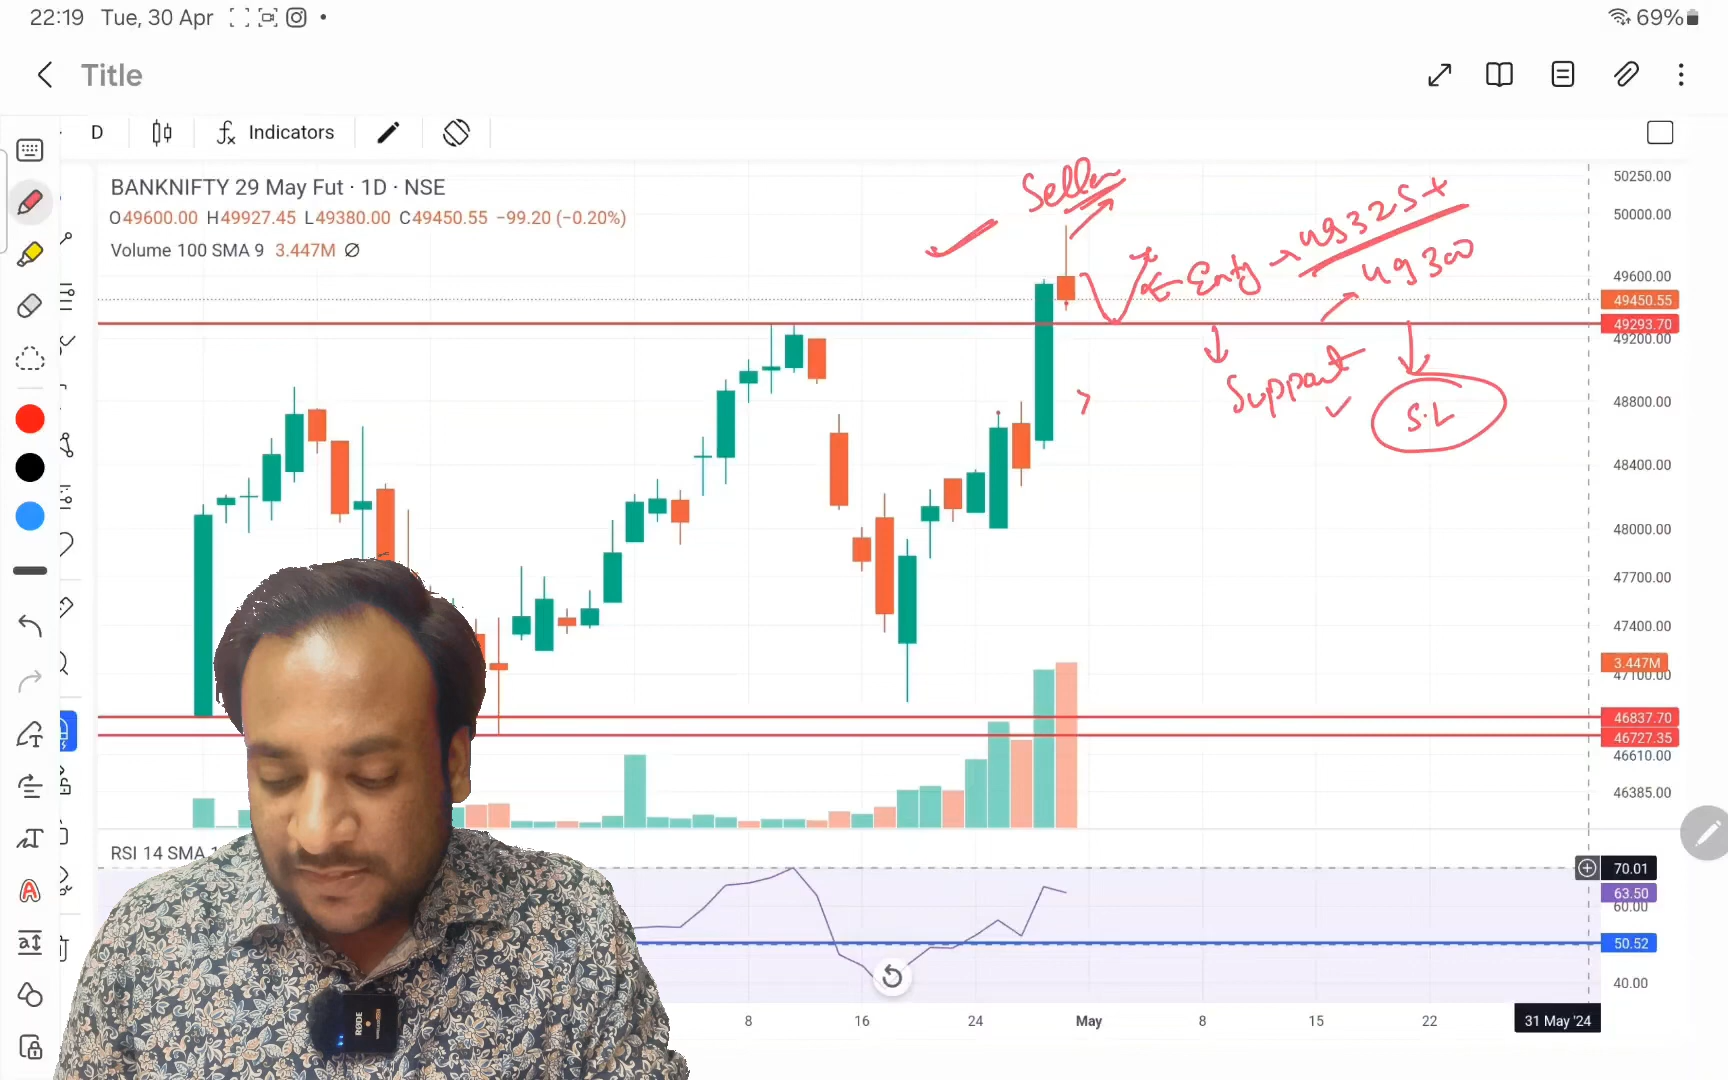 22:19 Tue, 30 Apr
69%
Title
D
Indicators
BANKNIFTY 29 May Fut · 1D · NSE
O49600.00 H49927.45 L49380.00 C49450.55 −99.20 (−0.20%)
Volume 100 SMA 9 3.447M Ø
Seller
Entry → 49325+
49300
Support
S.L
50250.00
50000.00
49600.00
49450.55
49293.70
49200.00
48800.00
48400.00
48000.00
47700.00
47400.00
3.447M
47100.00
46837.70
46727.35
46610.00
46385.00
RSI 14 SMA
70.01
63.50
60.00
50.52
40.00
8 16 24 May 8 15 22 31 May '24
RØDE